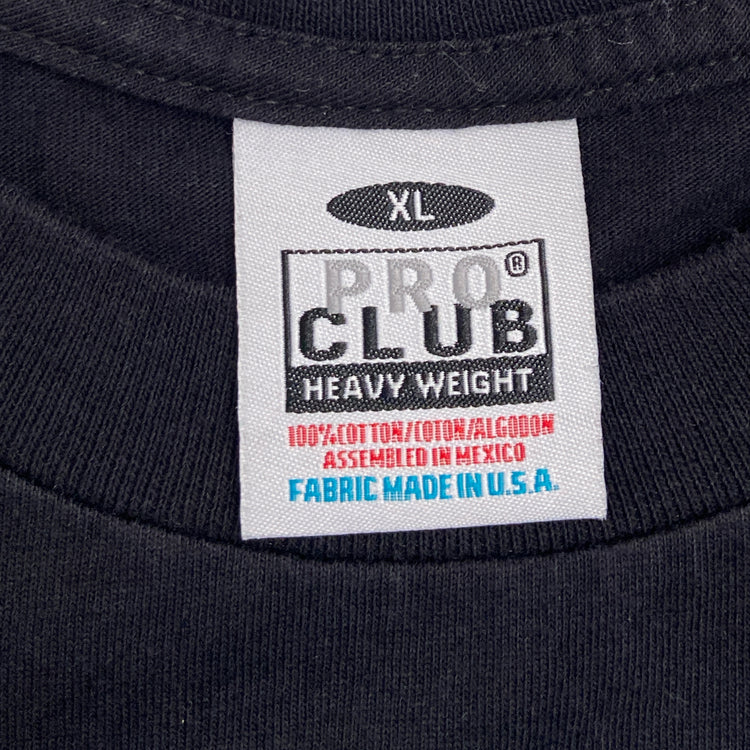 XL
PRO®
CLUB
HEAVY WEIGHT
100%COTTON/COTON/ALGODON
ASSEMBLED IN MEXICO
FABRIC MADE IN U.S.A.